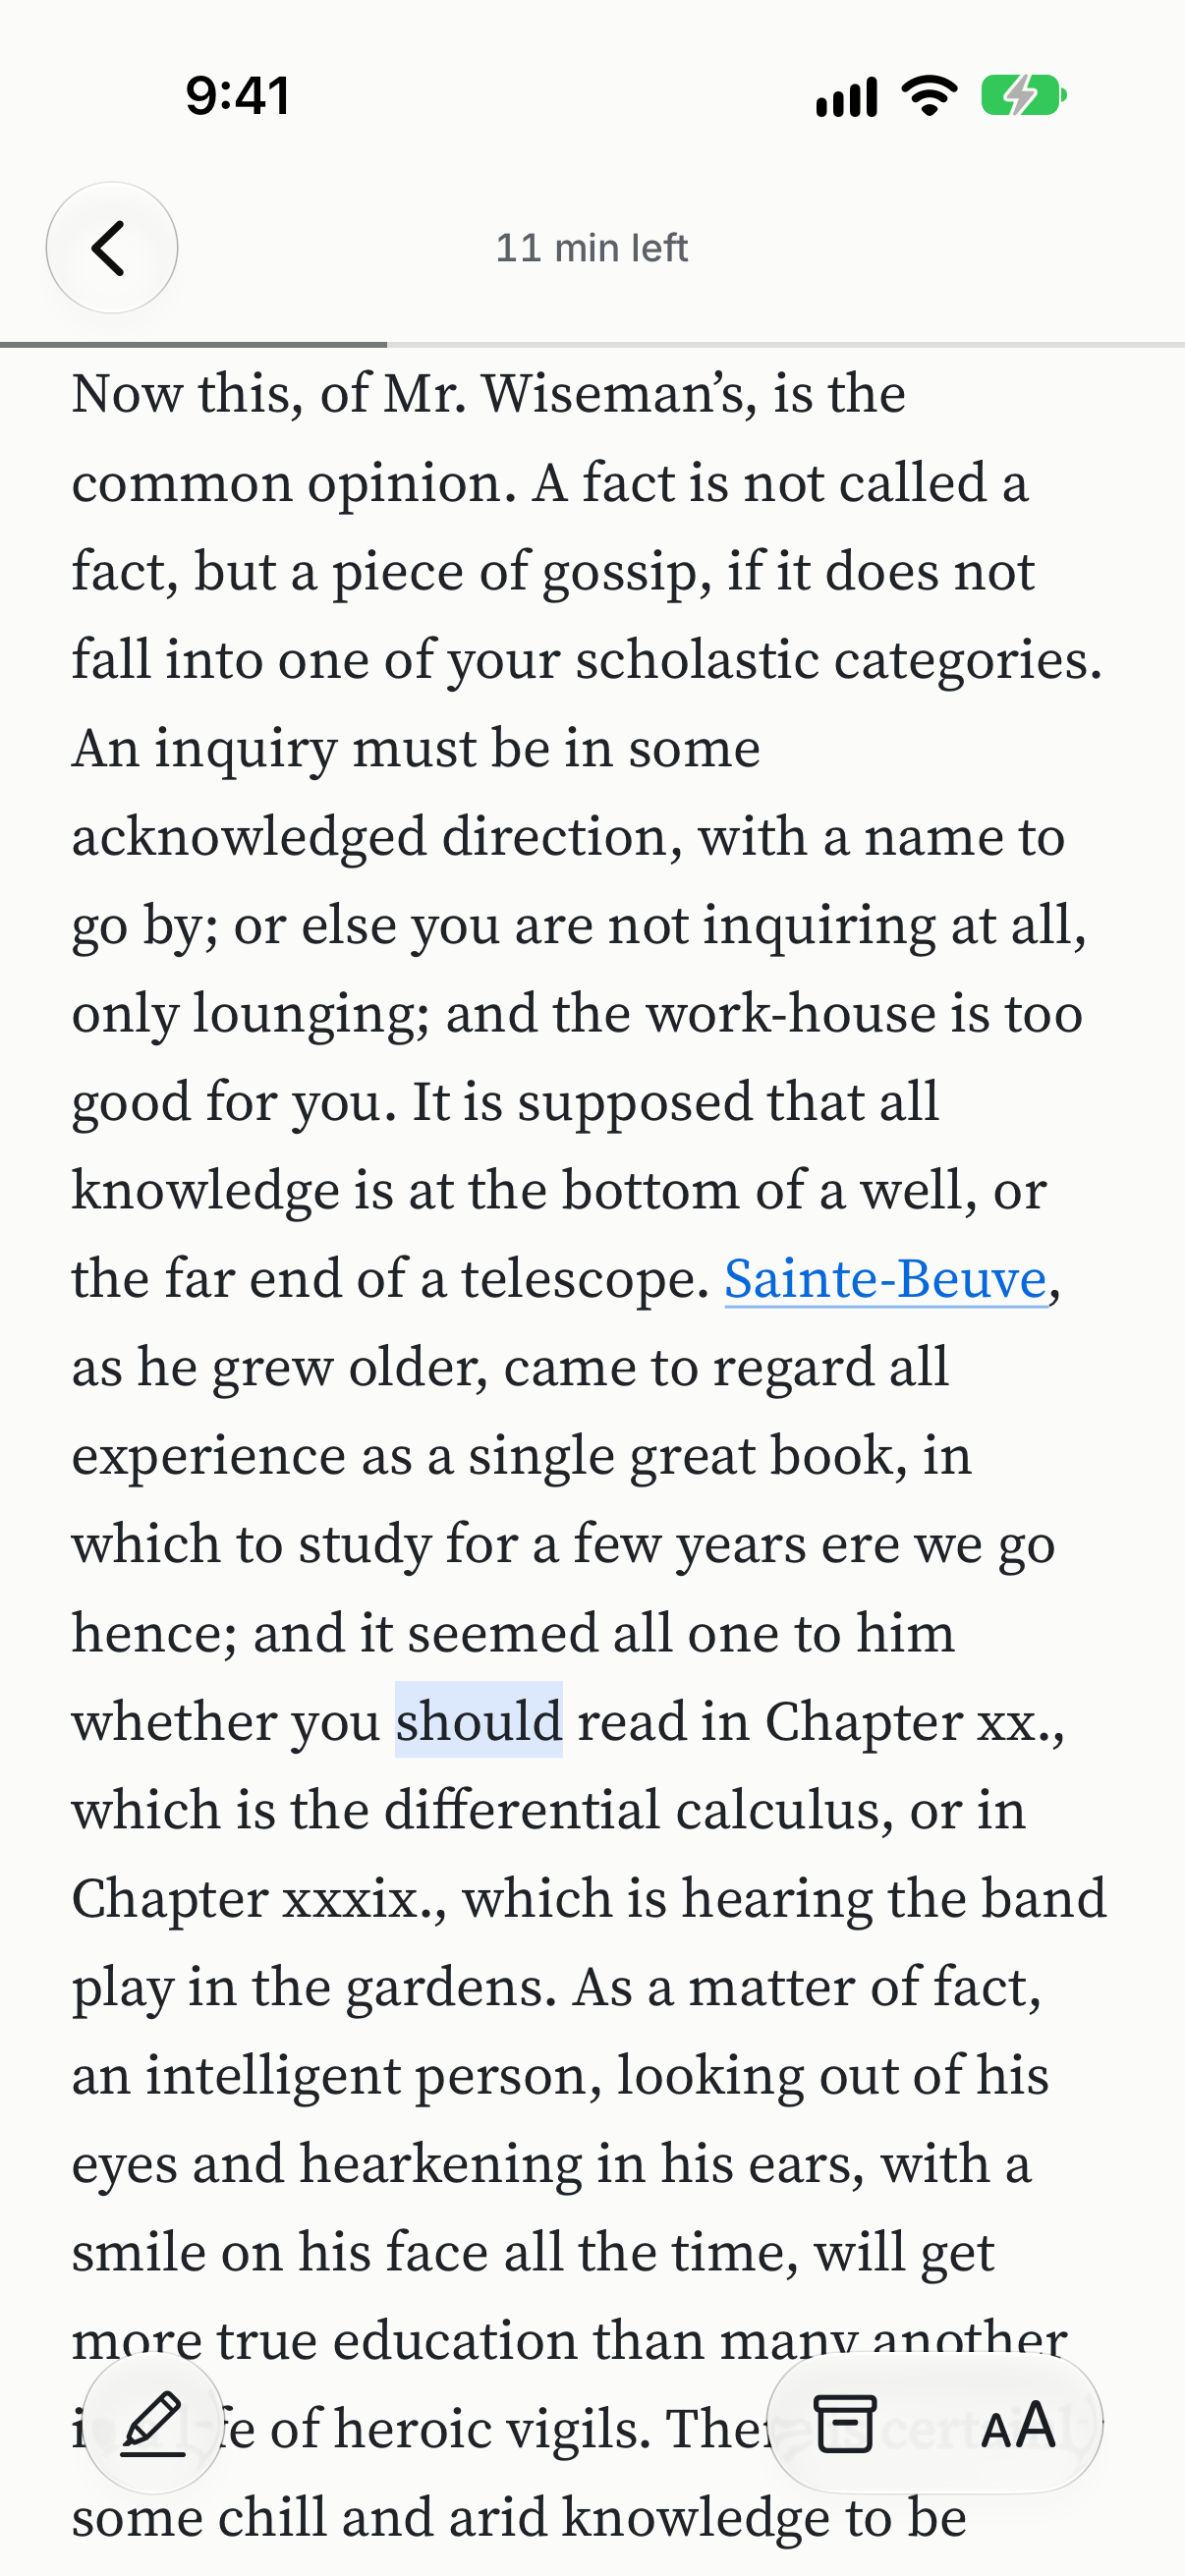 9:41
11 min left
Now this, of Mr. Wiseman’s, is the
common opinion. A fact is not called a
fact, but a piece of gossip, if it does not
fall into one of your scholastic categories.
An inquiry must be in some
acknowledged direction, with a name to
go by; or else you are not inquiring at all,
only lounging; and the work-house is too
good for you. It is supposed that all
knowledge is at the bottom of a well, or
the far end of a telescope. Sainte-Beuve,
as he grew older, came to regard all
experience as a single great book, in
which to study for a few years ere we go
hence; and it seemed all one to him
whether you should read in Chapter xx.,
which is the differential calculus, or in
Chapter xxxix., which is hearing the band
play in the gardens. As a matter of fact,
an intelligent person, looking out of his
eyes and hearkening in his ears, with a
smile on his face all the time, will get
more true education than many another
of heroic vigils.
AA
some chill and arid knowledge to be